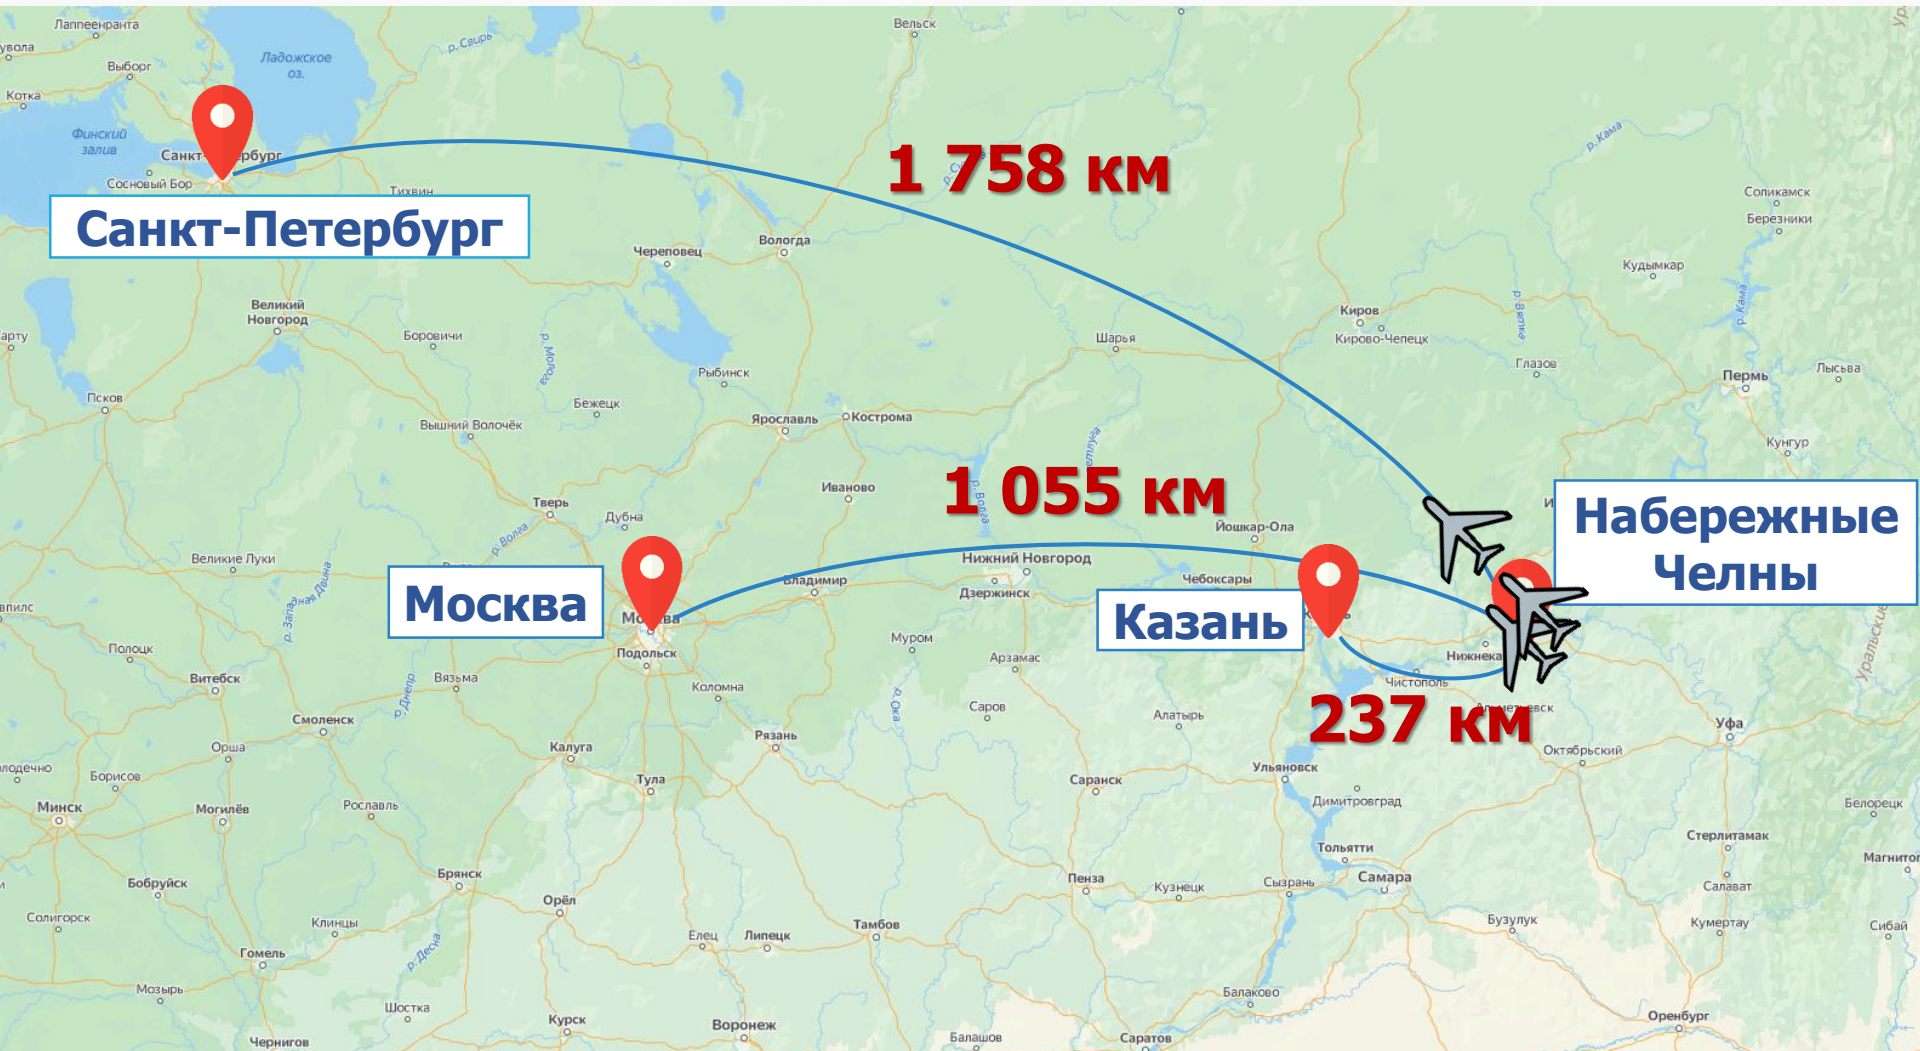 Лаппеенранта
Вельск
р. Свирь
Ладожское
оз.
Выборг
Котка
Финский
залив
р. Кама
1 758 км
Сосновый Бор
Тихвин
Соликамск
Березники
Санкт-Петербург
Вологда
Череповец
Кудымкар
Великий
Новгород
р. Вятка
р. Кама
Киров
Кирово-Чепецк
Боровичи
Шарья
Глазов
Рыбинск
Пермь
Лысьва
Псков
Бежецк
Вышний Волочёк
Ярославль
Кострома
Кунгур
1 055 км
Иваново
Тверь
Дубна
р. Волга
р. Волга
Йошкар-Ола
Набережные
Челны
Великие Луки
Нижний Новгород
Владимир
Чебоксары
Дзержинск
Москва
Казань
Муром
Подольск
Полоцк
Арзамас
Витебск
Вязьма
Коломна
Чистополь
р. Днепр
р. Ока
237 км
Смоленск
Саров
Алатырь
Уфа
Орша
Калуга
Рязань
Октябрьский
Ульяновск
Борисов
Тула
Саранск
Минск
Могилёв
Рославль
Димитровград
Белорецк
Стерлитамак
Тольятти
Брянск
Бобруйск
Пенза
Кузнецк
Сызрань
Самара
Салават
Орёл
Солигорск
Клинцы
Тамбов
Бузулук
Кумертау
Сибай
Елец
Липецк
Гомель
р. Десна
Мозырь
Балаково
Шостка
Курск
Воронеж
Оренбург
Чернигов
Балашов
Саратов